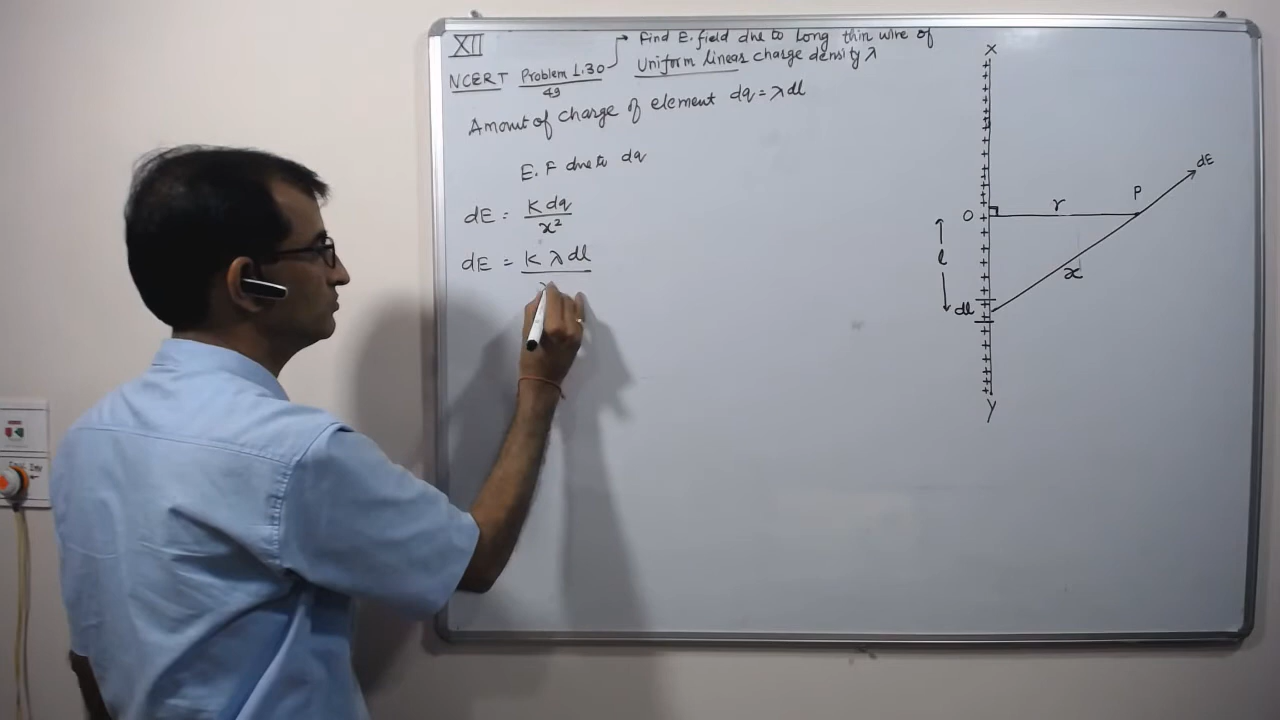 XII
Find E. field due to Long thin wire of
NCERT Problem 1.30 Uniform linear charge density λ
49
Amout of charge of element dq = λ dl
E. F due to dq
dE = K dq
x²
dE = K λ dl
X
dE
P
O
r
l
x
dl
Y